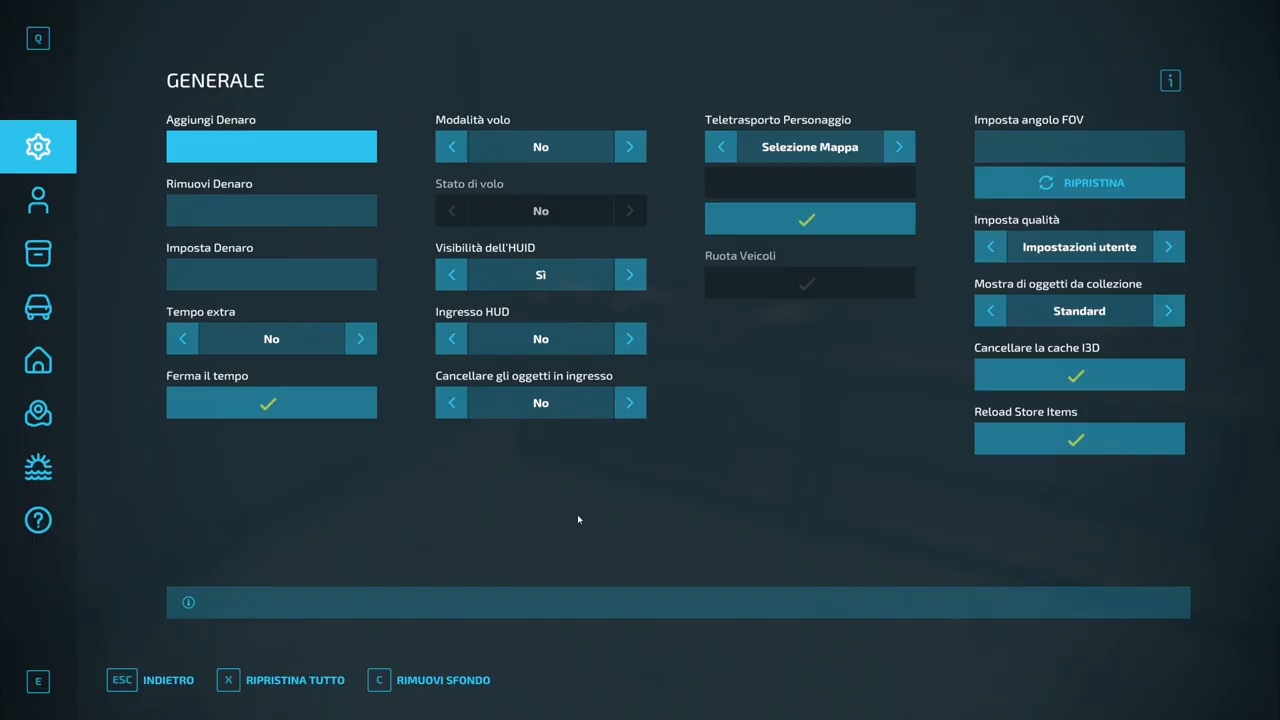 Q
GENERALE
i
Aggiungi Denaro
Rimuovi Denaro
Imposta Denaro
Tempo extra
No
Ferma il tempo
Modalità volo
No
Stato di volo
No
Visibilità dell'HUID
Sì
Ingresso HUD
No
Cancellare gli oggetti in ingresso
No
Teletrasporto Personaggio
Selezione Mappa
Ruota Veicoli
Imposta angolo FOV
RIPRISTINA
Imposta qualità
Impostazioni utente
Mostra di oggetti da collezione
Standard
Cancellare la cache I3D
Reload Store Items
E
ESC INDIETRO X RIPRISTINA TUTTO C RIMUOVI SFONDO